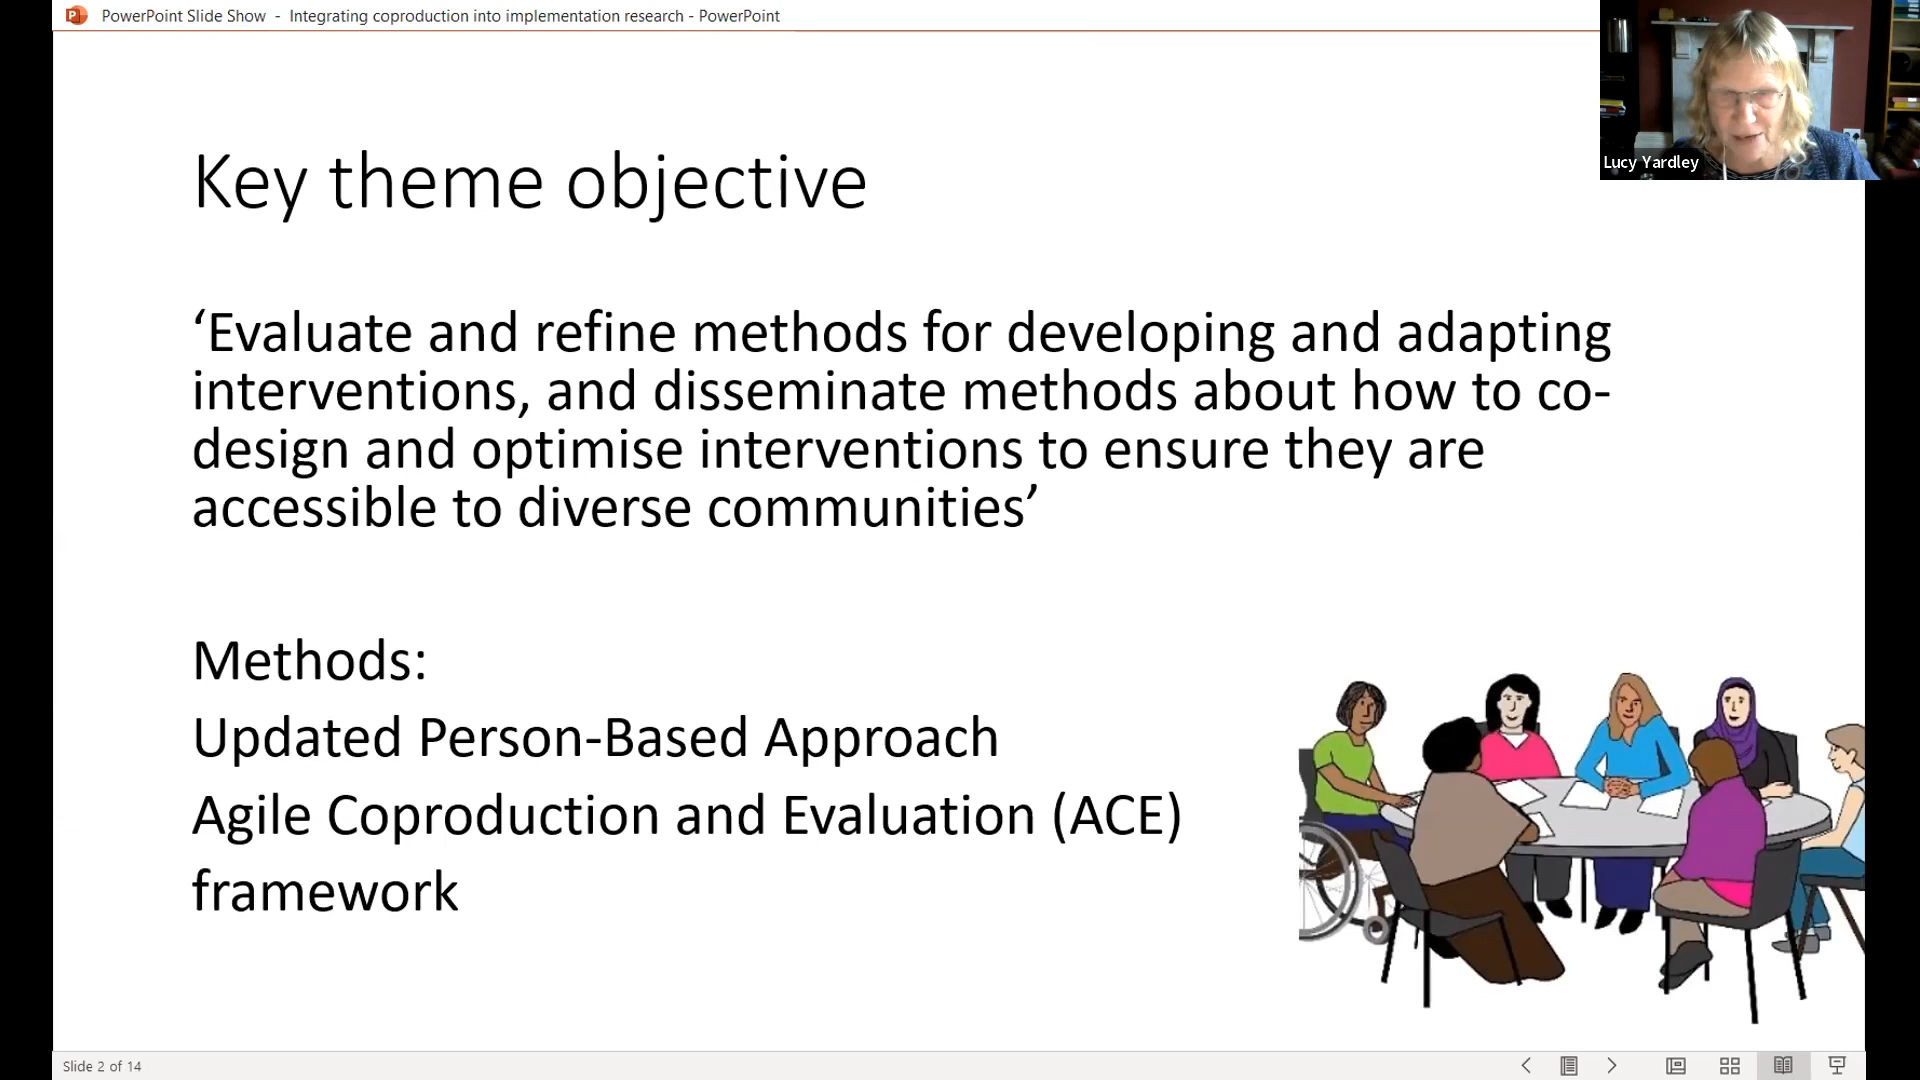 PowerPoint Slide Show - Integrating coproduction into implementation research - PowerPoint
Lucy Yardley
Key theme objective
‘Evaluate and refine methods for developing and adapting
interventions, and disseminate methods about how to co-
design and optimise interventions to ensure they are
accessible to diverse communities’
Methods:
Updated Person-Based Approach
Agile Coproduction and Evaluation (ACE)
framework
Slide 2 of 14